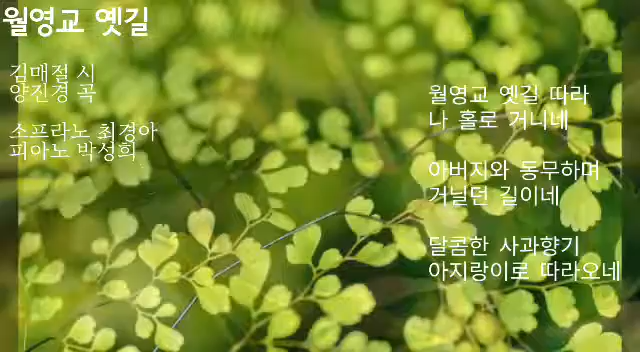 월영교 옛길
김매절 시
양진경 곡
소프라노 최경아
피아노 박성희
월영교 옛길 따라
나 홀로 거니네
아버지와 동무하며
거닐던 길이네
달콤한 사과향기
아지랑이로 따라오네